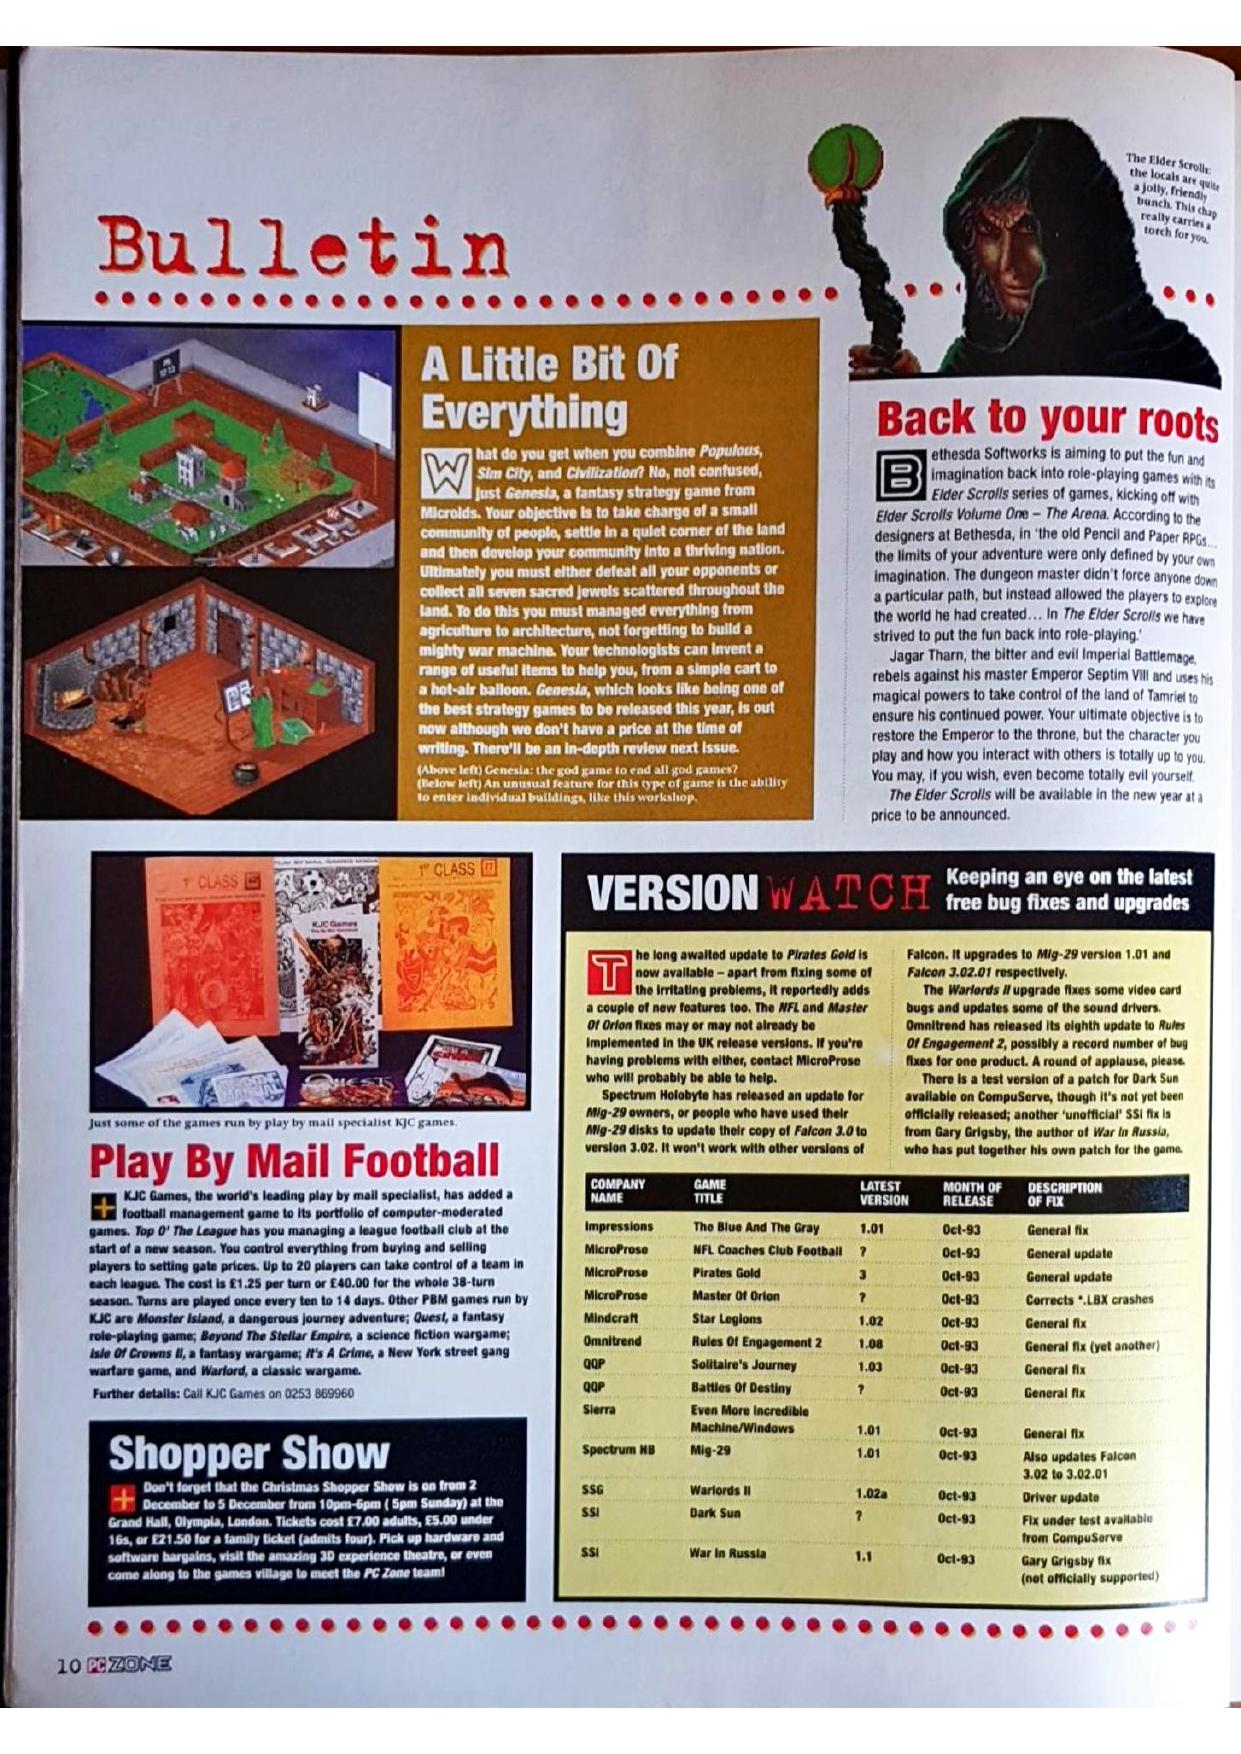 The Elder Scrolls:
the locals are quite
a jolly, friendly
bunch. This chap
really carries a
torch for you.
Bulletin
A Little Bit Of
Everything
What do you get when you combine Populous,
Sim City, and Civilization? No, not confused,
just Genesia, a fantasy strategy game from
Microids. Your objective is to take charge of a small
community of people, settle in a quiet corner of the land
and then develop your community into a thriving nation.
Ultimately you must either defeat all your opponents or
collect all seven sacred jewels scattered throughout the
land. To do this you must managed everything from
agriculture to architecture, not forgetting to build a
mighty war machine. Your technologists can invent a
range of useful items to help you, from a simple cart to
a hot-air balloon. Genesia, which looks like being one of
the best strategy games to be released this year, is out
now although we don't have a price at the time of
writing. There'll be an in-depth review next issue.
(Above left) Genesia: the god game to end all god games?
(Below left) An unusual feature for this type of game is the ability
to enter individual buildings, like this workshop.
Back to your roots
Bethesda Softworks is aiming to put the fun and
imagination back into role-playing games with its
Elder Scrolls series of games, kicking off with
Elder Scrolls Volume One – The Arena. According to the
designers at Bethesda, in 'the old Pencil and Paper RPGs...
the limits of your adventure were only defined by your own
imagination. The dungeon master didn't force anyone down
a particular path, but instead allowed the players to explore
the world he had created... In The Elder Scrolls we have
strived to put the fun back into role-playing.'
Jagar Tharn, the bitter and evil Imperial Battlemage,
rebels against his master Emperor Septim VIII and uses his
magical powers to take control of the land of Tamriel to
ensure his continued power. Your ultimate objective is to
restore the Emperor to the throne, but the character you
play and how you interact with others is totally up to you.
You may, if you wish, even become totally evil yourself.
The Elder Scrolls will be available in the new year at a
price to be announced.
1st CLASS
1st CLASS 77
KJC Games
Just some of the games run by play by mail specialist KJC games.
Play By Mail Football
KJC Games, the world's leading play by mail specialist, has added a
football management game to its portfolio of computer-moderated
games. Top O' The League has you managing a league football club at the
start of a new season. You control everything from buying and selling
players to setting gate prices. Up to 20 players can take control of a team in
each league. The cost is £1.25 per turn or £40.00 for the whole 38-turn
season. Turns are played once every ten to 14 days. Other PBM games run by
KJC are Monster Island, a dangerous journey adventure; Quest, a fantasy
role-playing game; Beyond The Stellar Empire, a science fiction wargame;
Isle Of Crowns II, a fantasy wargame; It's A Crime, a New York street gang
warfare game, and Warlord, a classic wargame.
Further details: Call KJC Games on 0253 869960
Shopper Show
Don't forget that the Christmas Shopper Show is on from 2
December to 5 December from 10pm-6pm ( 5pm Sunday) at the
Grand Hall, Olympia, London. Tickets cost £7.00 adults, £5.00 under
16s, or £21.50 for a family ticket (admits four). Pick up hardware and
software bargains, visit the amazing 3D experience theatre, or even
come along to the games village to meet the PC Zone team!
VERSION WATCH
Keeping an eye on the latest
free bug fixes and upgrades
The long awaited update to Pirates Gold is
now available – apart from fixing some of
the irritating problems, it reportedly adds
a couple of new features too. The NFL and Master
Of Orion fixes may or may not already be
implemented in the UK release versions. If you're
having problems with either, contact MicroProse
who will probably be able to help.
Spectrum Holobyte has released an update for
Mig-29 owners, or people who have used their
Mig-29 disks to update their copy of Falcon 3.0 to
version 3.02. It won't work with other versions of
Falcon. It upgrades to Mig-29 version 1.01 and
Falcon 3.02.01 respectively.
The Warlords II upgrade fixes some video card
bugs and updates some of the sound drivers.
Omnitrend has released its eighth update to Rules
Of Engagement 2, possibly a record number of bug
fixes for one product. A round of applause, please.
There is a test version of a patch for Dark Sun
available on CompuServe, though it's not yet been
officially released; another 'unofficial' SSI fix is
from Gary Grigsby, the author of War In Russia,
who has put together his own patch for the game.
COMPANY NAME GAME TITLE LATEST VERSION MONTH OF RELEASE DESCRIPTION OF FIX
Impressions The Blue And The Gray 1.01 Oct-93 General fix
MicroProse NFL Coaches Club Football ? Oct-93 General update
MicroProse Pirates Gold 3 Oct-93 General update
MicroProse Master Of Orion ? Oct-93 Corrects *.LBX crashes
Mindcraft Star Legions 1.02 Oct-93 General fix
Omnitrend Rules Of Engagement 2 1.08 Oct-93 General fix (yet another)
QQP Solitaire's Journey 1.03 Oct-93 General fix
QQP Battles Of Destiny ? Oct-93 General fix
Sierra Even More Incredible
Machine/Windows 1.01 Oct-93 General fix
Spectrum HB Mig-29 1.01 Oct-93 Also updates Falcon
3.02 to 3.02.01
SSG Warlords II 1.02a Oct-93 Driver update
SSI Dark Sun ? Oct-93 Fix under test available
from CompuServe
SSI War In Russia 1.1 Oct-93 Gary Grigsby fix
(not officially supported)
10 PC ZONE